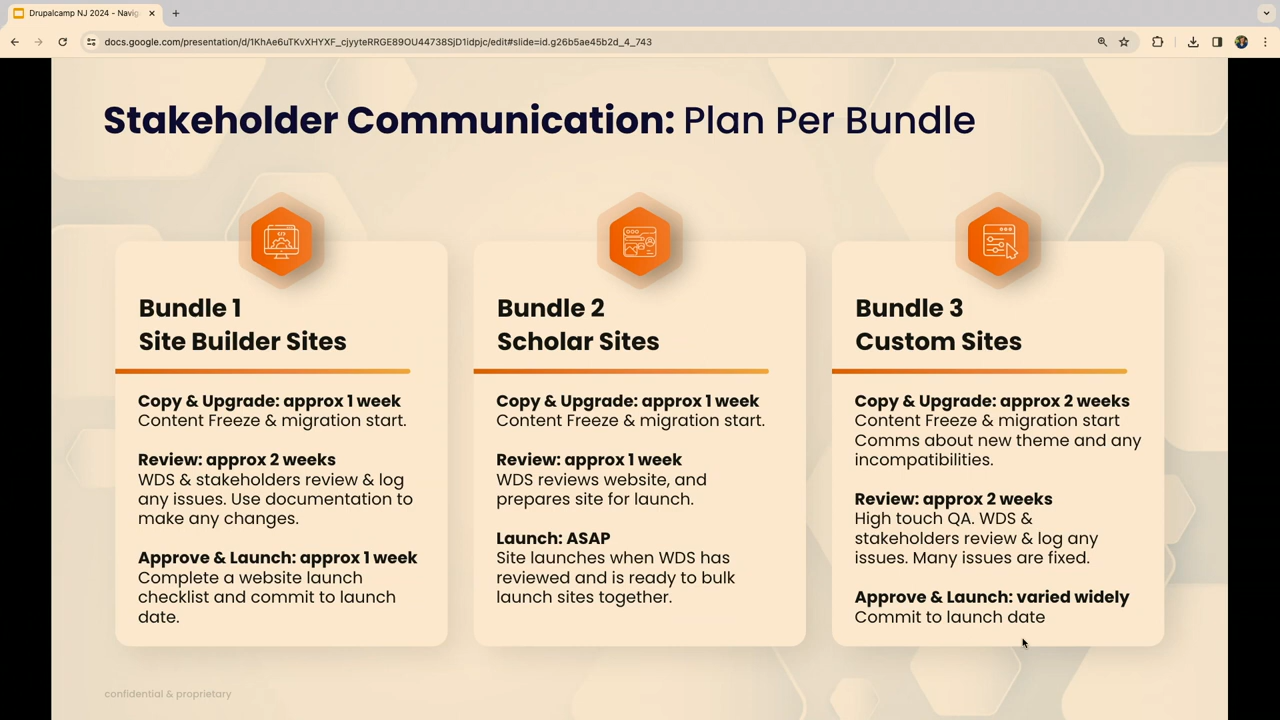 Drupalcamp NJ 2024 - Navig
docs.google.com/presentation/d/1KhAe6uTKvXHYXF_cjyyteRRGE89OU44738SjD1idpjc/edit#slide=id.g26b5ae45b2d_4_743
Stakeholder Communication: Plan Per Bundle
Bundle 1
Site Builder Sites
Copy & Upgrade: approx 1 week
Content Freeze & migration start.
Review: approx 2 weeks
WDS & stakeholders review & log
any issues. Use documentation to
make any changes.
Approve & Launch: approx 1 week
Complete a website launch
checklist and commit to launch
date.
Bundle 2
Scholar Sites
Copy & Upgrade: approx 1 week
Content Freeze & migration start.
Review: approx 1 week
WDS reviews website, and
prepares site for launch.
Launch: ASAP
Site launches when WDS has
reviewed and is ready to bulk
launch sites together.
Bundle 3
Custom Sites
Copy & Upgrade: approx 2 weeks
Content Freeze & migration start
Comms about new theme and any
incompatibilities.
Review: approx 2 weeks
High touch QA. WDS &
stakeholders review & log any
issues. Many issues are fixed.
Approve & Launch: varied widely
Commit to launch date
confidential & proprietary